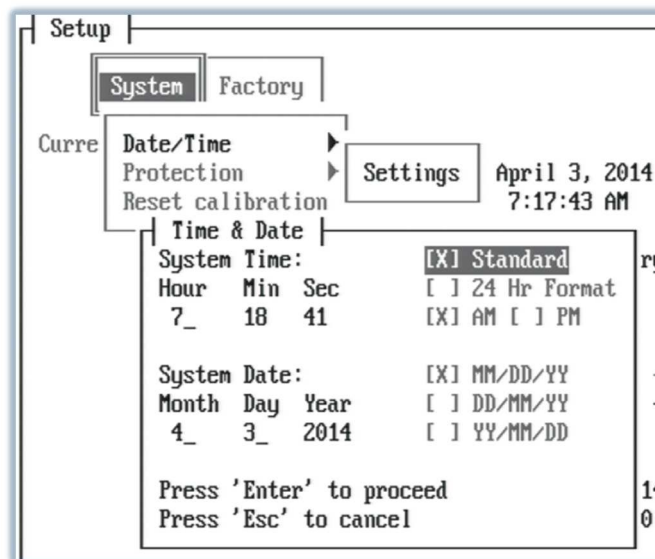 Setup
System Factory
Curre Date/Time Settings April 3, 2014
Protection 7:17:43 AM
Reset calibration
Time & Date
System Time: [X] Standard
Hour Min Sec [ ] 24 Hr Format
7_ 18 41 [X] AM [ ] PM
System Date: [X] MM/DD/YY
Month Day Year [ ] DD/MM/YY
4_ 3_ 2014 [ ] YY/MM/DD
Press 'Enter' to proceed
Press 'Esc' to cancel